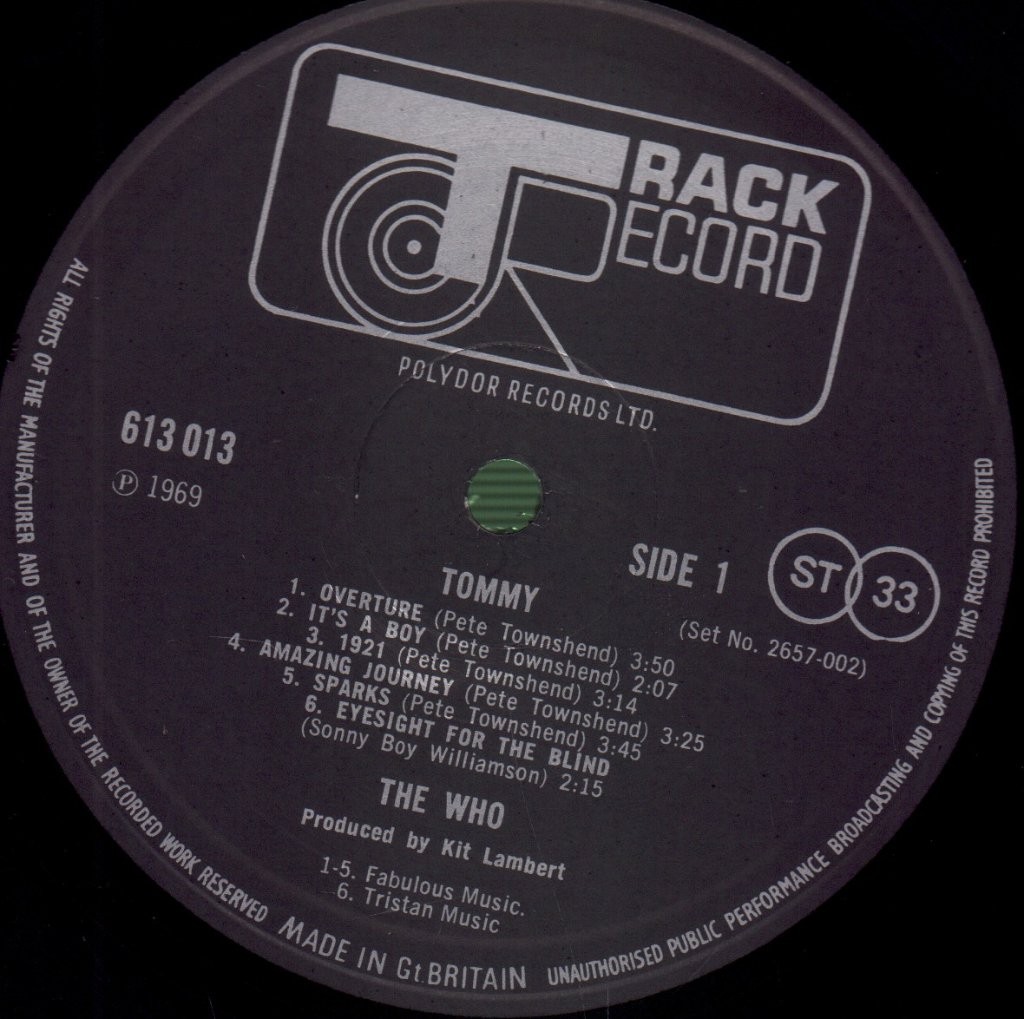 TRACK
RECORD
POLYDOR RECORDS LTD.
613 013
Ⓟ 1969
SIDE 1
ST 33
(Set No. 2657-002)
TOMMY
1. OVERTURE (Pete Townshend) 3:50
2. IT'S A BOY (Pete Townshend) 2:07
3. 1921 (Pete Townshend) 3:14
4. AMAZING JOURNEY (Pete Townshend) 3:25
5. SPARKS (Pete Townshend) 3:45
6. EYESIGHT FOR THE BLIND
(Sonny Boy Williamson) 2:15
THE WHO
Produced by Kit Lambert
1-5. Fabulous Music.
6. Tristan Music
ALL RIGHTS OF THE MANUFACTURER AND OF THE OWNER OF THE RECORDED WORK RESERVED
MADE IN Gt. BRITAIN
UNAUTHORISED PUBLIC PERFORMANCE BROADCASTING AND COPYING OF THIS RECORD PROHIBITED